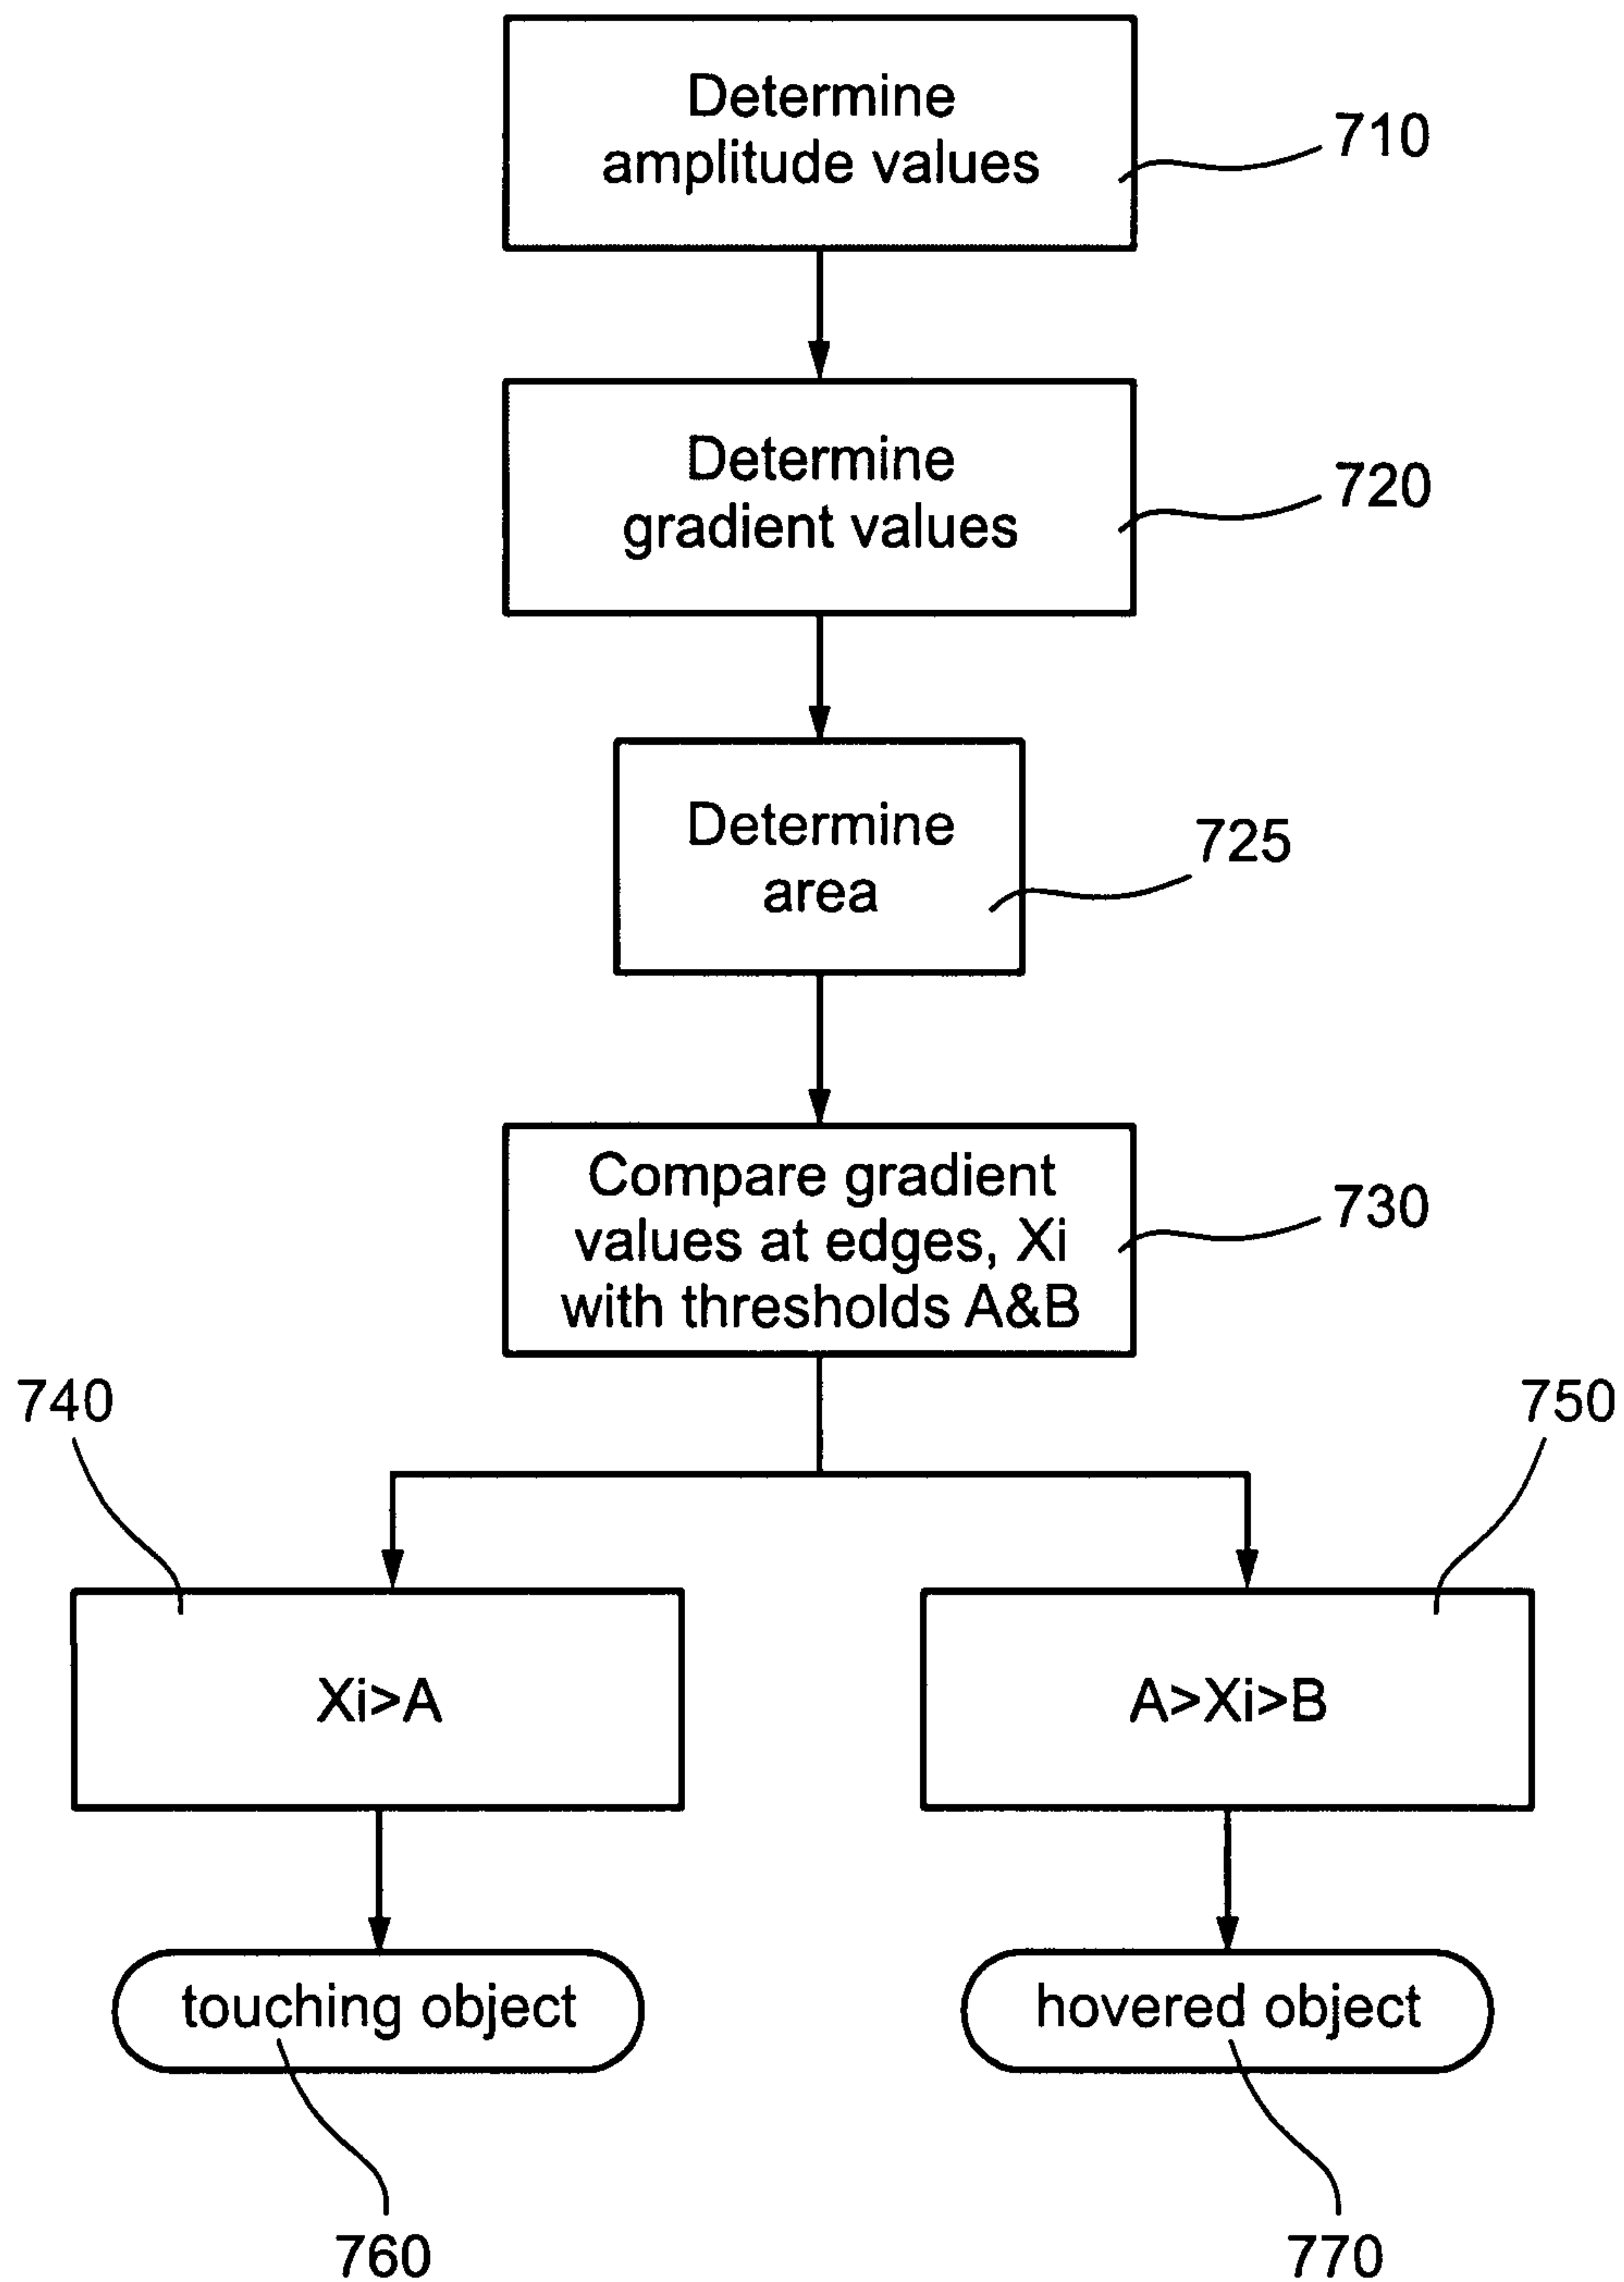 Determine
amplitude values
710
Determine
gradient values
720
Determine
area
725
Compare gradient
values at edges, Xi
with thresholds A&B
730
740
750
Xi>A
A>Xi>B
touching object
hovered object
760
770